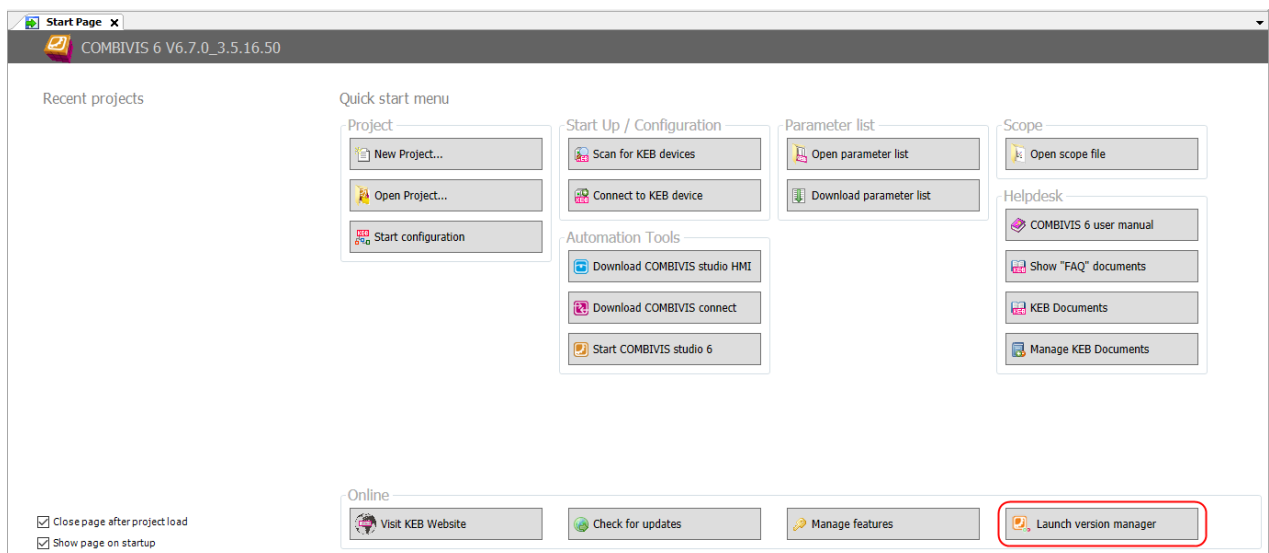 Start Page x
COMBIVIS 6 V6.7.0_3.5.16.50
Recent projects
Quick start menu
Project
New Project...
Open Project...
Start configuration
Start Up / Configuration
Scan for KEB devices
Connect to KEB device
Automation Tools
Download COMBIVIS studio HMI
Download COMBIVIS connect
Start COMBIVIS studio 6
Parameter list
Open parameter list
Download parameter list
Scope
Open scope file
Helpdesk
COMBIVIS 6 user manual
Show "FAQ" documents
KEB Documents
Manage KEB Documents
Online
Visit KEB Website
Check for updates
Manage features
Launch version manager
Close page after project load
Show page on startup